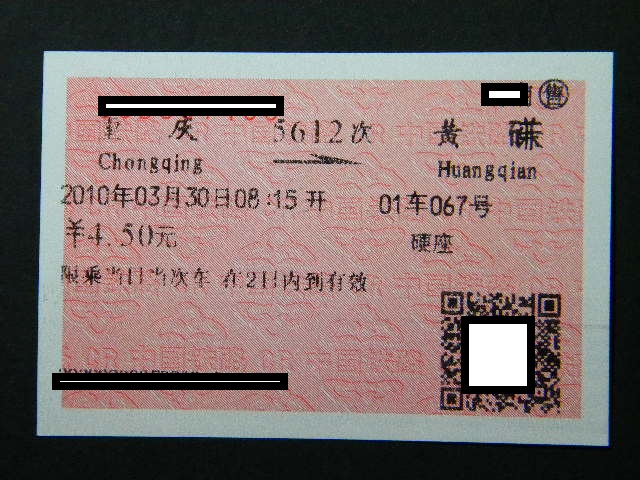 售
重庆 5612次 黄磏
Chongqing Huangqian
2010年03月30日08:15开 01车067号
¥4.50元 硬座
限乘当日当次车 在2日内到有效